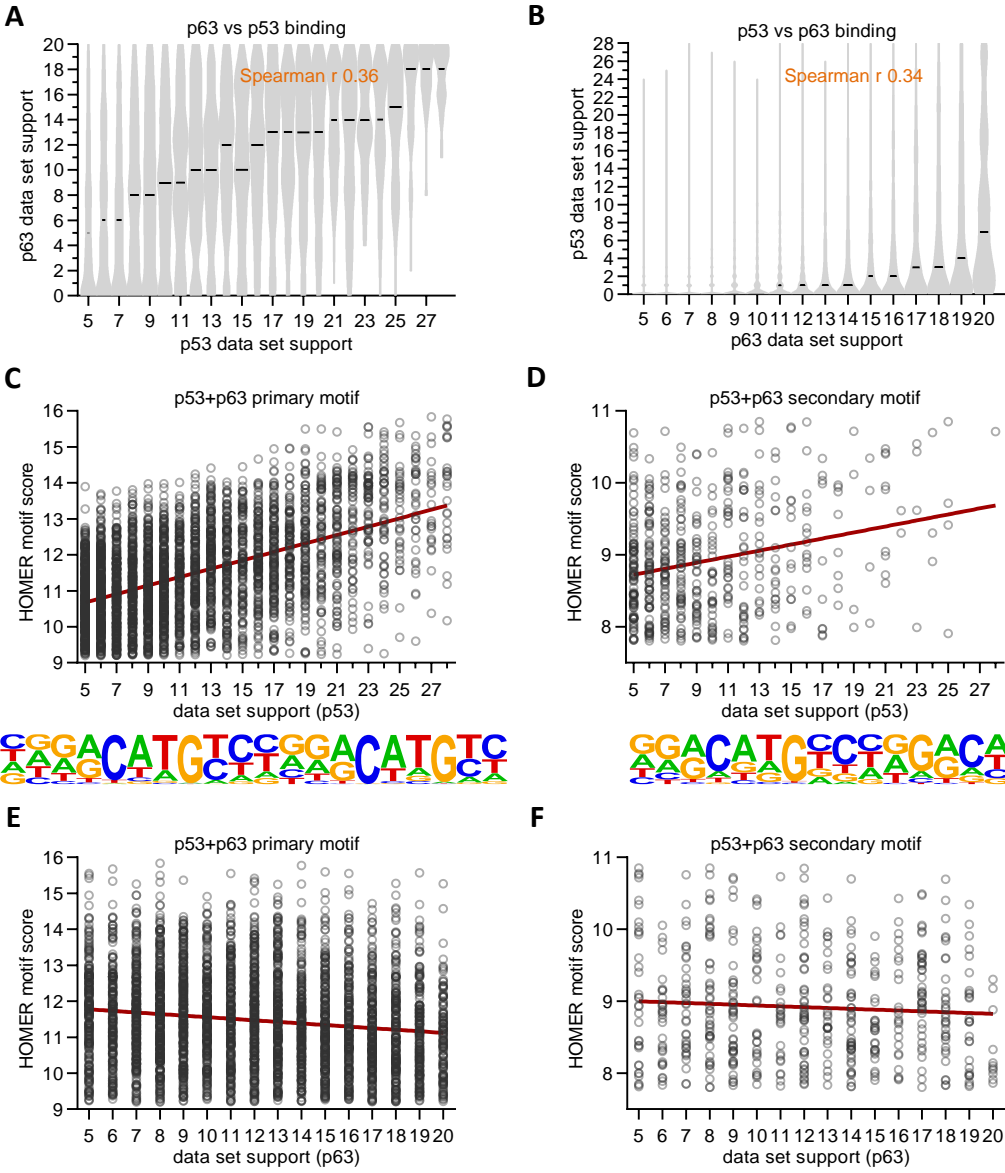 A
p63 vs p53 binding
Spearman r 0.36
p63 data set support
20
18
16
14
12
10
8
6
4
2
0
5 7 9 11 13 15 17 19 21 23 25 27
p53 data set support
B
p53 vs p63 binding
Spearman r 0.34
p53 data set support
28
26
24
22
20
18
16
14
12
10
8
6
4
2
0
5 6 7 8 9 10 11 12 13 14 15 16 17 18 19 20
p63 data set support
C
p53+p63 primary motif
HOMER motif score
16
15
14
13
12
11
10
9
5 7 9 11 13 15 17 19 21 23 25 27
data set support (p53)
D
p53+p63 secondary motif
HOMER motif score
11
10
9
8
5 7 9 11 13 15 17 19 21 23 25 27
data set support (p53)
CGGACATGTCCGGACATGTC
GGACATGCCCGGACA
E
p53+p63 primary motif
HOMER motif score
16
15
14
13
12
11
10
9
5 6 7 8 9 10 11 12 13 14 15 16 17 18 19 20
data set support (p63)
F
p53+p63 secondary motif
HOMER motif score
11
10
9
8
5 6 7 8 9 10 11 12 13 14 15 16 17 18 19 20
data set support (p63)